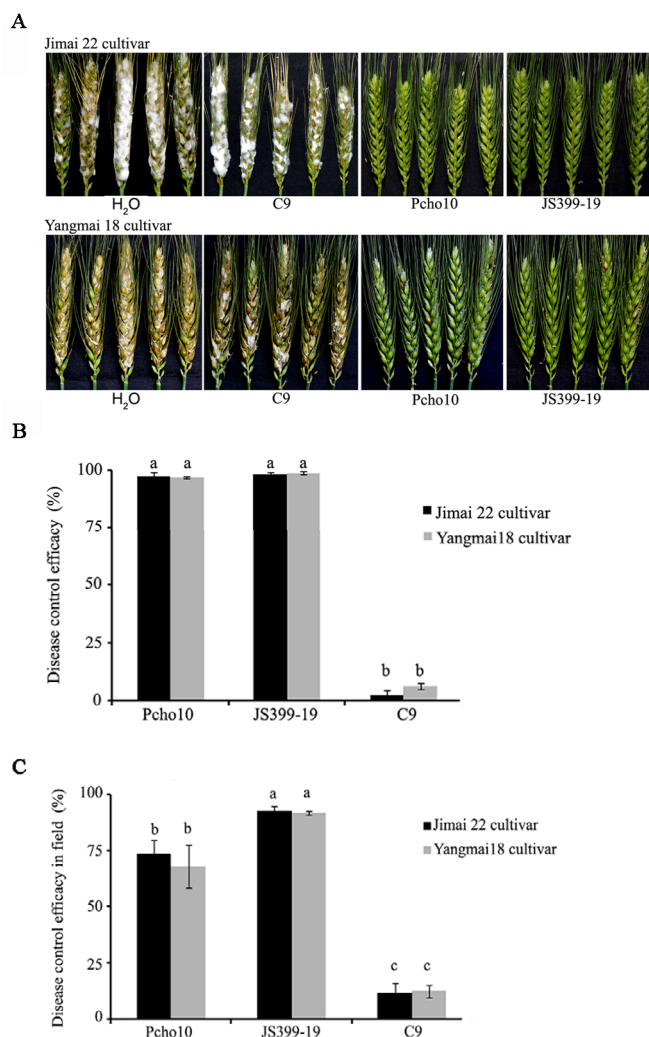 A
Jimai 22 cultivar
H2O C9 Pcho10 JS399-19
Yangmai 18 cultivar
H2O C9 Pcho10 JS399-19
B
Disease control efficacy (%)
100
75
50
25
0
a a a a b b
Jimai 22 cultivar
Yangmai18 cultivar
Pcho10 JS399-19 C9
C
Disease control efficacy in field (%)
100
75
50
25
0
b b a a c c
Jimai 22 cultivar
Yangmai18 cultivar
Pcho10 JS399-19 C9